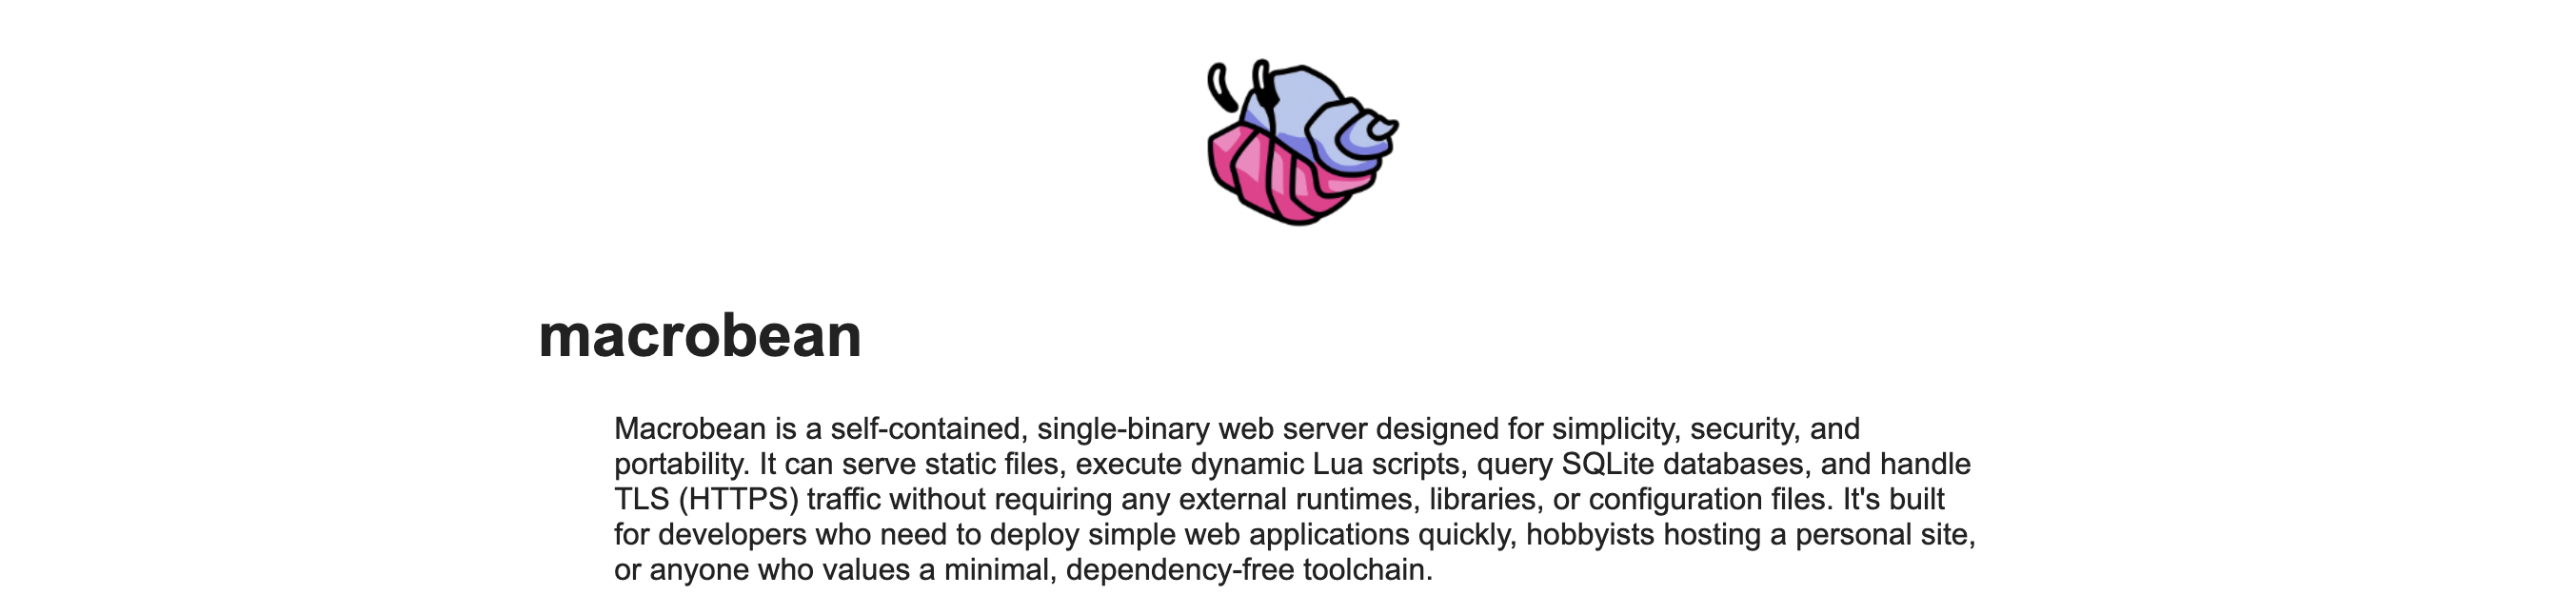 macrobean
Macrobean is a self-contained, single-binary web server designed for simplicity, security, and
portability. It can serve static files, execute dynamic Lua scripts, query SQLite databases, and handle
TLS (HTTPS) traffic without requiring any external runtimes, libraries, or configuration files. It's built
for developers who need to deploy simple web applications quickly, hobbyists hosting a personal site,
or anyone who values a minimal, dependency-free toolchain.